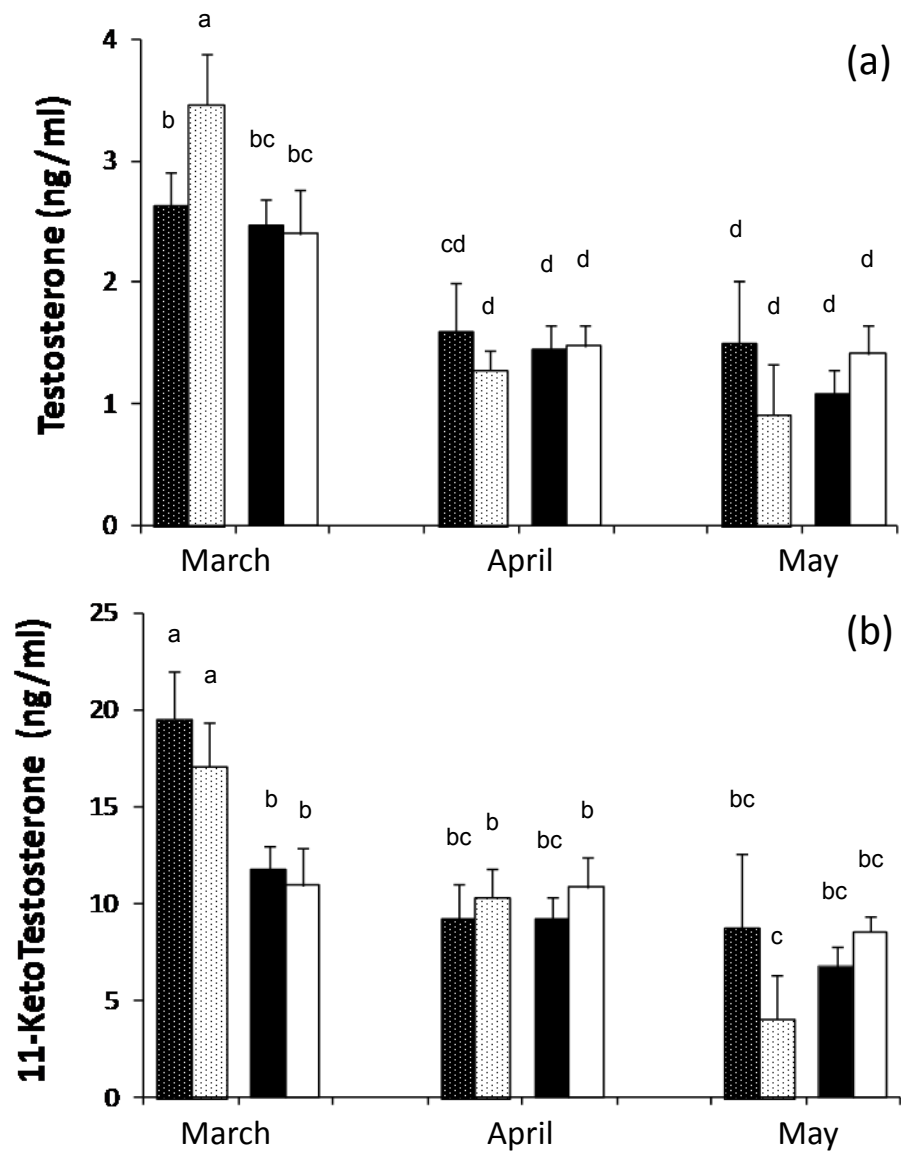 Testosterone (ng/ml)
(a)
4
3
2
1
0
a
b
bc
bc
cd
d
d
d
d
d
d
d
March
April
May
11-KetoTestosterone (ng/ml)
(b)
25
20
15
10
5
0
a
a
b
b
bc
b
bc
b
bc
c
bc
bc
March
April
May